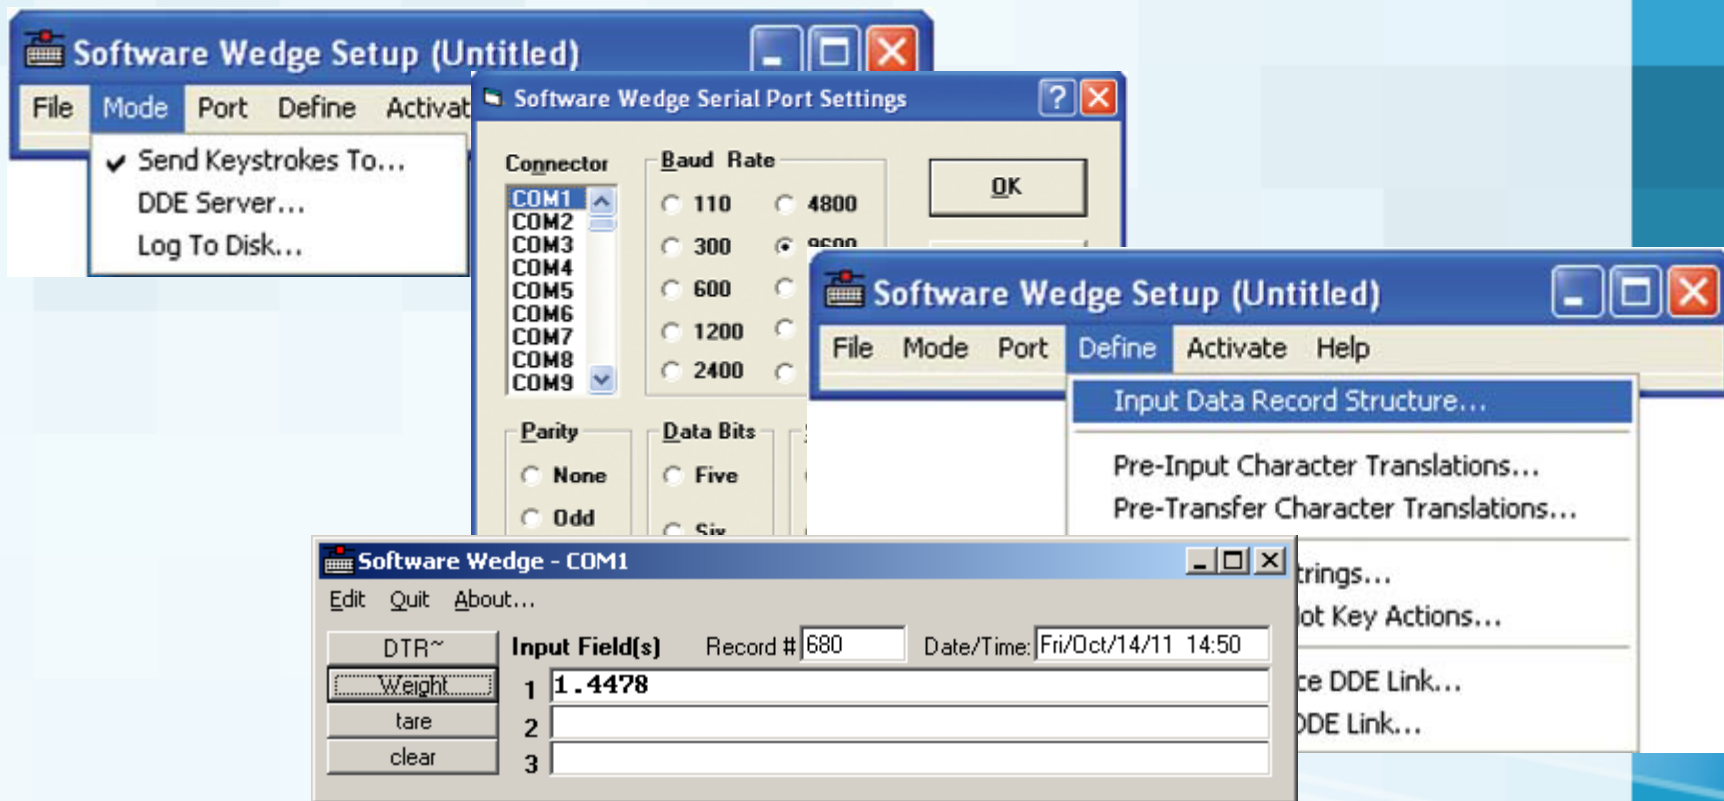 Software Wedge Setup (Untitled)
File Mode Port Define
Send Keystrokes To...
DDE Server...
Log To Disk...
Software Wedge Serial Port Settings
Connector
COM1
COM2
COM3
COM4
COM5
COM6
COM7
COM8
COM9
Baud Rate
110 4800
300 9600
600
1200
2400
OK
Parity
None
Odd
Data Bits
Five
Six
Software Wedge Setup (Untitled)
File Mode Port Define Activate Help
Input Data Record Structure...
Pre-Input Character Translations...
Pre-Transfer Character Translations...
Key Actions...
DDE Link...
DDE Link...
Software Wedge - COM1
Edit Quit About...
DTR~
Weight
tare
clear
Input Field(s) Record # 680 Date/Time: Fri/Oct/14/11 14:50
1 1.4478
2
3